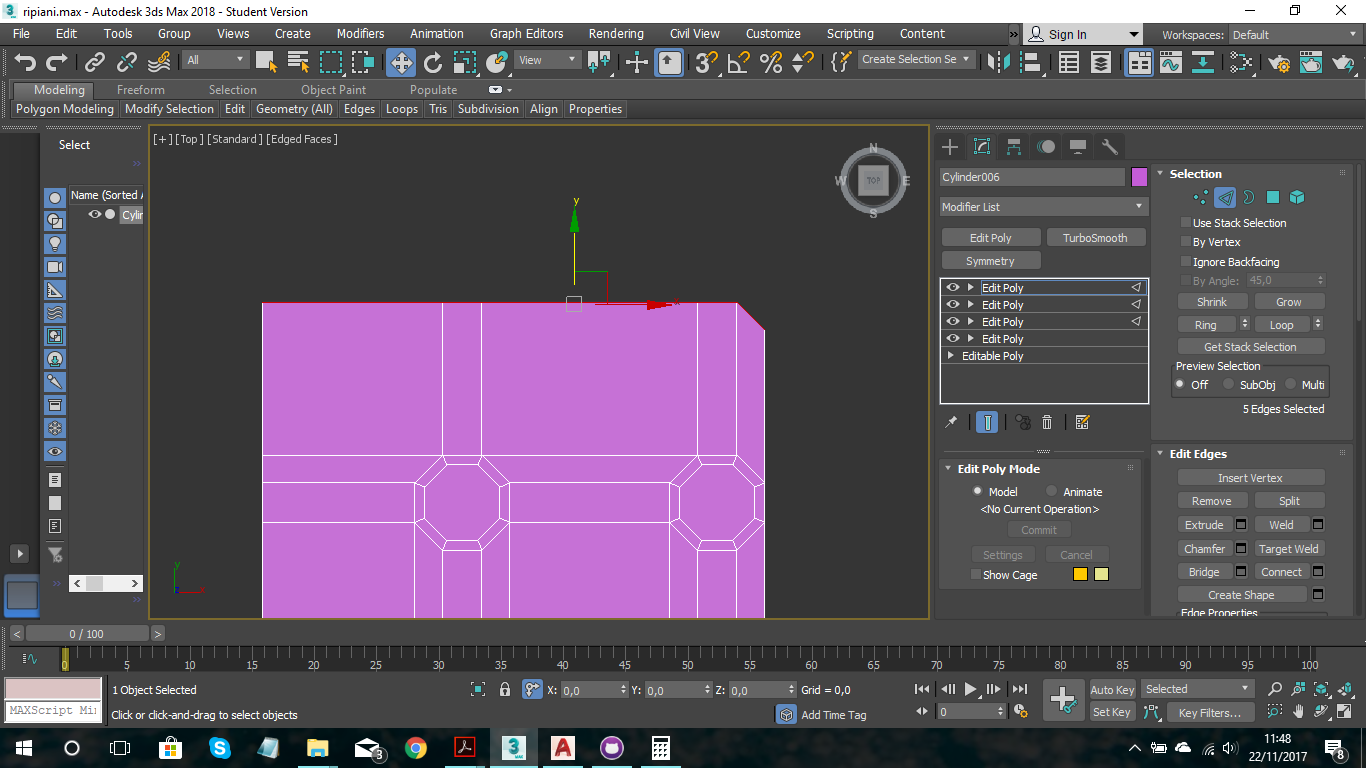 ripiani.max - Autodesk 3ds Max 2018 - Student Version
File Edit Tools Group Views Create Modifiers Animation Graph Editors Rendering Civil View Customize Scripting Content » Sign In Workspaces: Default
All View Create Selection Se
Modeling Freeform Selection Object Paint Populate
Polygon Modeling Modify Selection Edit Geometry (All) Edges Loops Tris Subdivision Align Properties
Select
Name (Sorted A
Cylin
[+] [Top ] [Standard ] [Edged Faces ]
N
W TOP E
S
y
x
y
z x
Cylinder006
Modifier List
Edit Poly TurboSmooth
Symmetry
Edit Poly
Edit Poly
Edit Poly
Edit Poly
Editable Poly
Edit Poly Mode
Model Animate
<No Current Operation>
Commit
Settings Cancel
Show Cage
Selection
Use Stack Selection
By Vertex
Ignore Backfacing
By Angle: 45,0
Shrink Grow
Ring Loop
Get Stack Selection
Preview Selection
Off SubObj Multi
5 Edges Selected
Edit Edges
Insert Vertex
Remove Split
Extrude Weld
Chamfer Target Weld
Bridge Connect
Create Shape
Edge Properties
< 0 / 100 >
0 5 10 15 20 25 30 35 40 45 50 55 60 65 70 75 80 85 90 95 100
MAXScript Min
1 Object Selected
Click or click-and-drag to select objects
X: 0,0 Y: 0,0 Z: 0,0 Grid = 0,0
Add Time Tag
0
Auto Key Selected
Set Key Key Filters...
3
11:48
22/11/2017
8